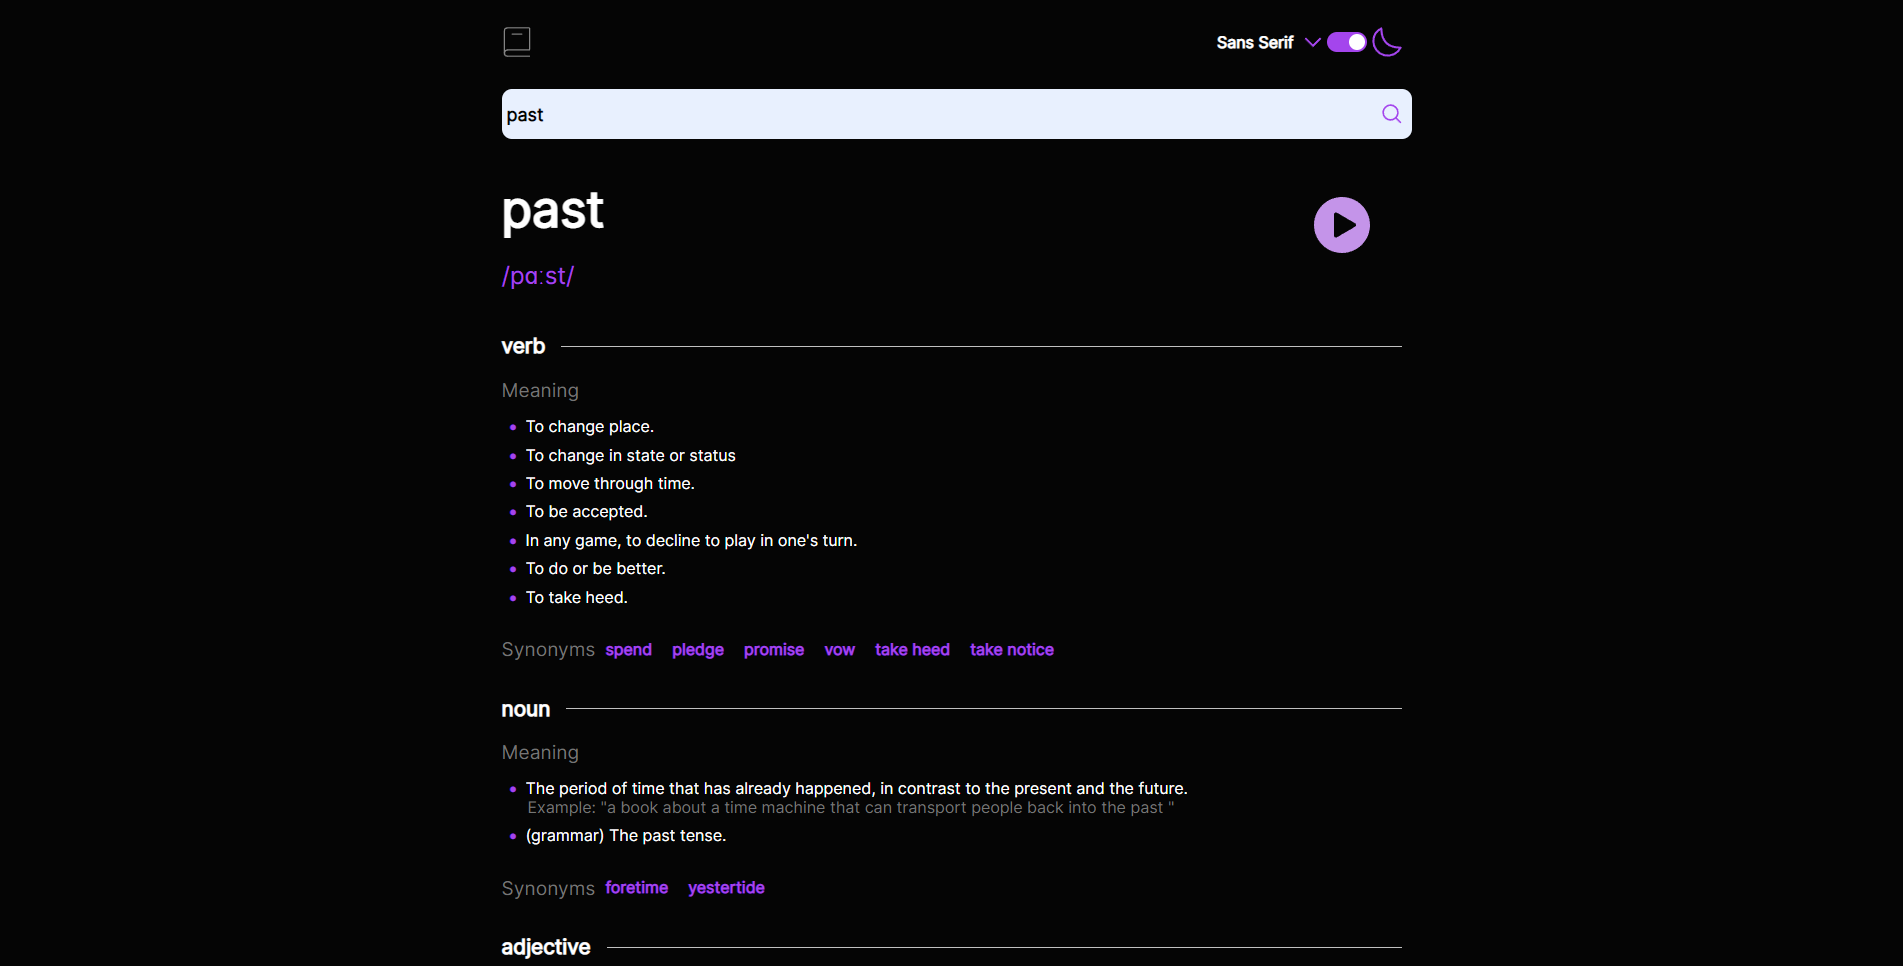 Sans Serif
past
past
/pɑːst/
verb
Meaning
To change place.
To change in state or status
To move through time.
To be accepted.
In any game, to decline to play in one's turn.
To do or be better.
To take heed.
Synonyms spend pledge promise vow take heed take notice
noun
Meaning
The period of time that has already happened, in contrast to the present and the future.
Example: "a book about a time machine that can transport people back into the past "
(grammar) The past tense.
Synonyms foretime yestertide
adjective